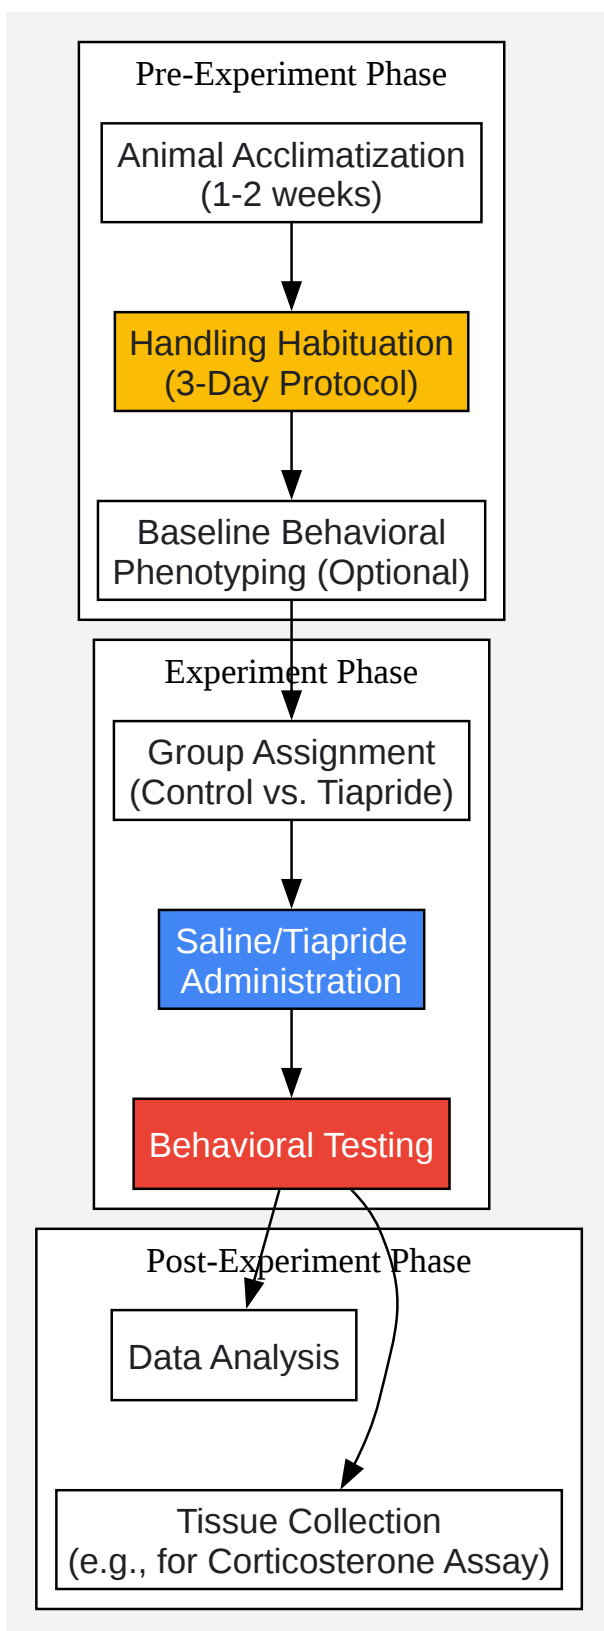 Pre-Experiment Phase
Animal Acclimatization
(1-2 weeks)
Handling Habituation
(3-Day Protocol)
Baseline Behavioral
Phenotyping (Optional)
Experiment Phase
Group Assignment
(Control vs. Tiapride)
Saline/Tiapride
Administration
Behavioral Testing
Post-Experiment Phase
Data Analysis
Tissue Collection
(e.g., for Corticosterone Assay)